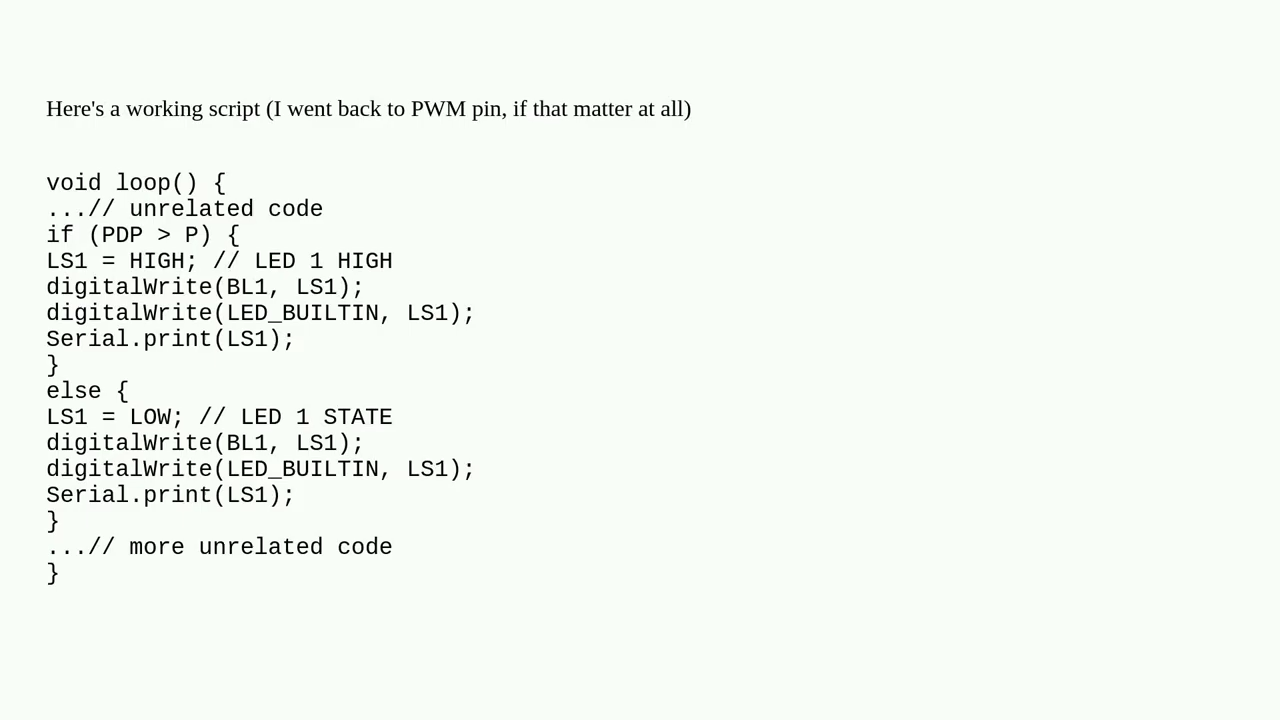 Here's a working script (I went back to PWM pin, if that matter at all)
void loop() {
...// unrelated code
if (PDP > P) {
LS1 = HIGH; // LED 1 HIGH
digitalWrite(BL1, LS1);
digitalWrite(LED_BUILTIN, LS1);
Serial.print(LS1);
}
else {
LS1 = LOW; // LED 1 STATE
digitalWrite(BL1, LS1);
digitalWrite(LED_BUILTIN, LS1);
Serial.print(LS1);
}
...// more unrelated code
}